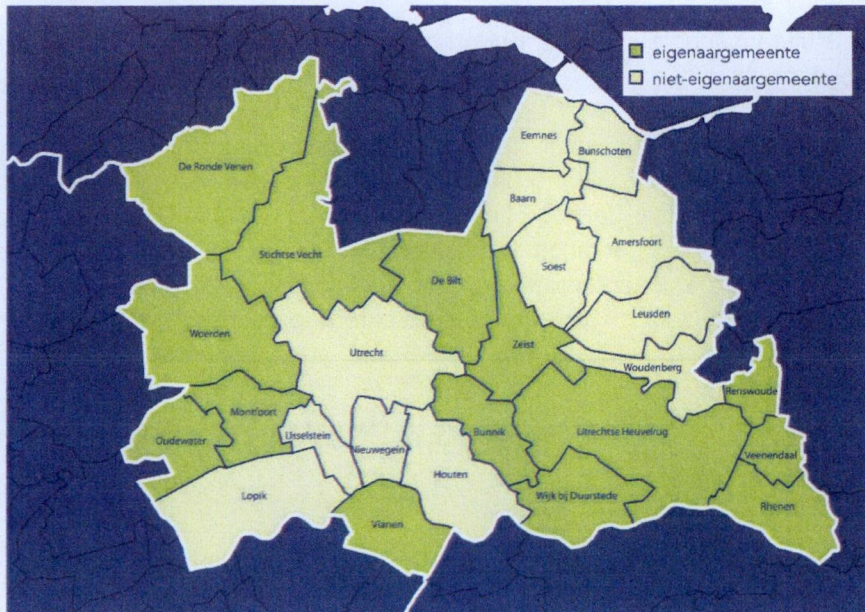 eigenaargemeente
niet-eigenaargemeente
Eemnes
Bunschoten
De Ronde Venen
Baarn
Amersfoort
Stichtse Vecht
Soest
De Bilt
Leusden
Woerden
Utrecht
Zeist
Woudenberg
Renswoude
Montfoort
Oudewater
IJsselstein
Nieuwegein
Bunnik
Utrechtse Heuvelrug
Veenendaal
Houten
Lopik
Wijk bij Duurstede
Rhenen
Vianen